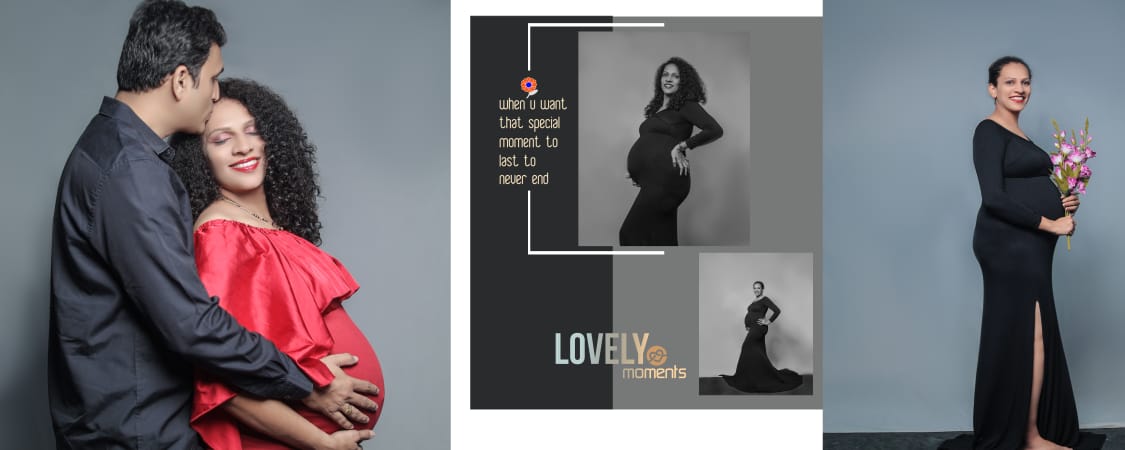 when u want
that special
moment to
last to
never end
LOVELY
moments